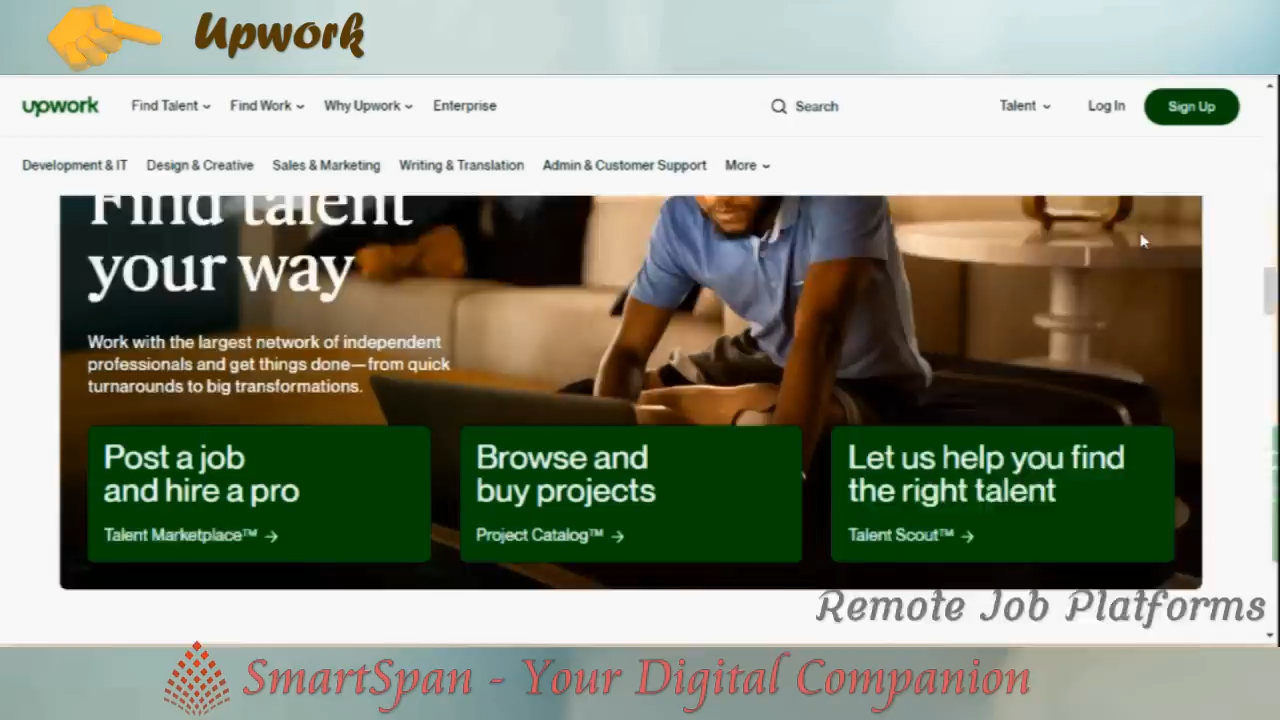 Upwork
upwork Find Talent Find Work Why Upwork Enterprise Search Talent Log In Sign Up
Development & IT Design & Creative Sales & Marketing Writing & Translation Admin & Customer Support More
Find talent
your way
Work with the largest network of independent
professionals and get things done—from quick
turnarounds to big transformations.
Post a job
and hire a pro
Talent Marketplace™ →
Browse and
buy projects
Project Catalog™ →
Let us help you find
the right talent
Talent Scout™ →
Remote Job Platforms
SmartSpan - Your Digital Companion